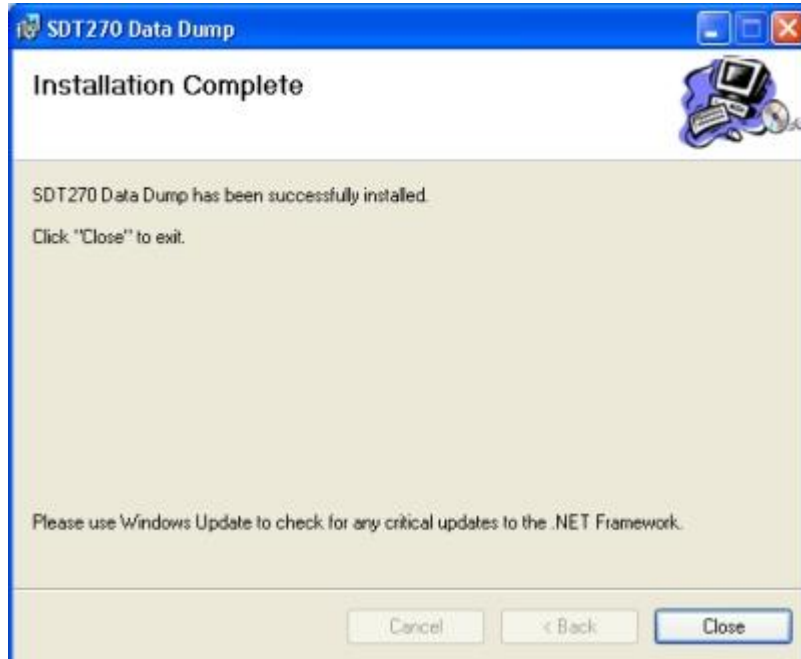 SDT270 Data Dump
Installation Complete
SDT270 Data Dump has been successfully installed.
Click "Close" to exit.
Please use Windows Update to check for any critical updates to the .NET Framework.
Cancel
< Back
Close